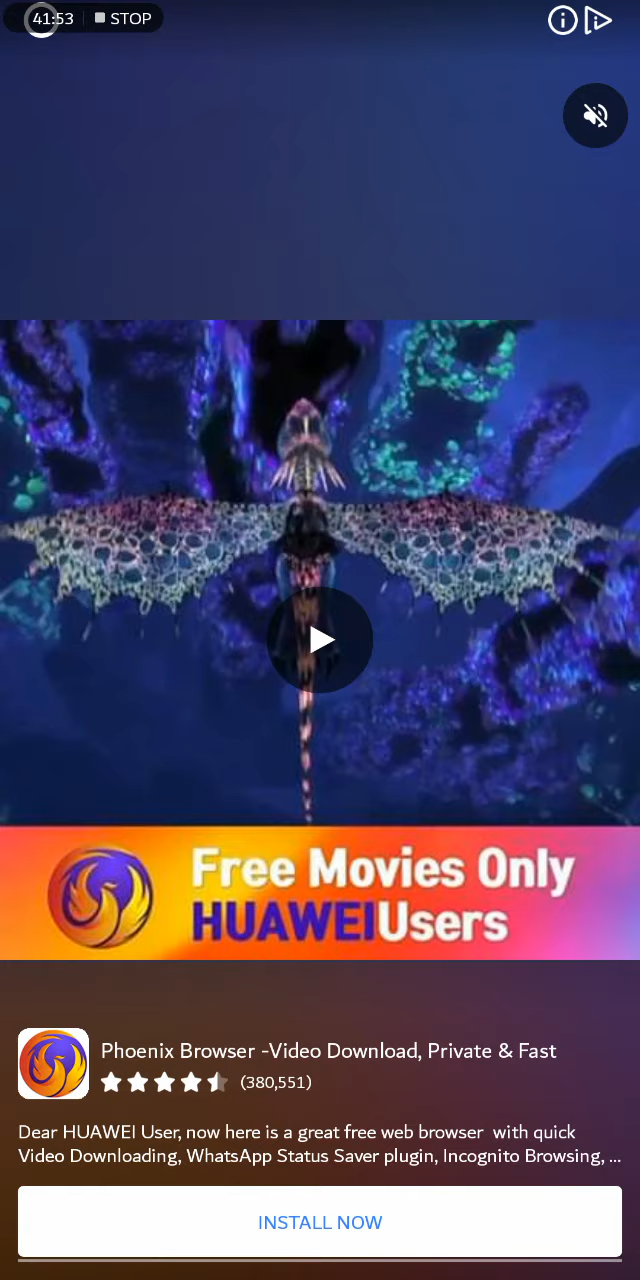 41:53 STOP
Free Movies Only
HUAWEIUsers
Phoenix Browser -Video Download, Private & Fast
(380,551)
Dear HUAWEI User, now here is a great free web browser with quick
Video Downloading, WhatsApp Status Saver plugin, Incognito Browsing, ...
INSTALL NOW